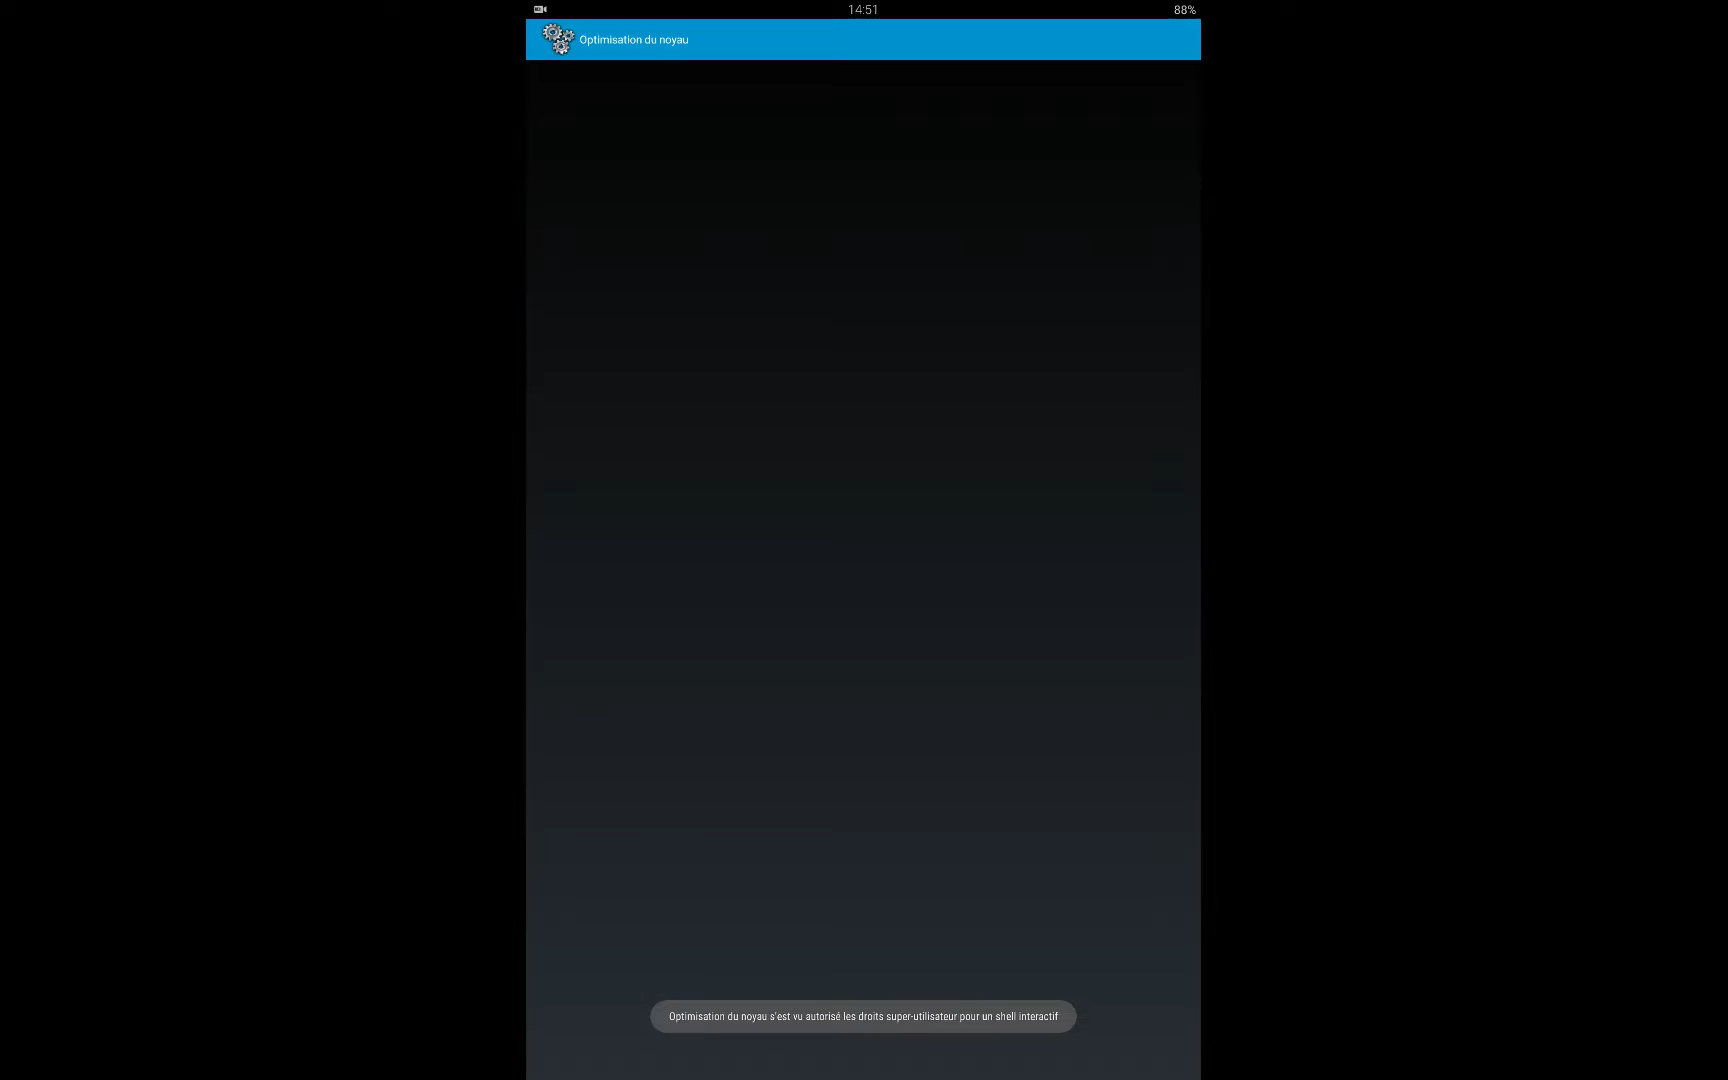 14:51
88%
Optimisation du noyau
Optimisation du noyau s'est vu autorisé les droits super-utilisateur pour un shell interactif